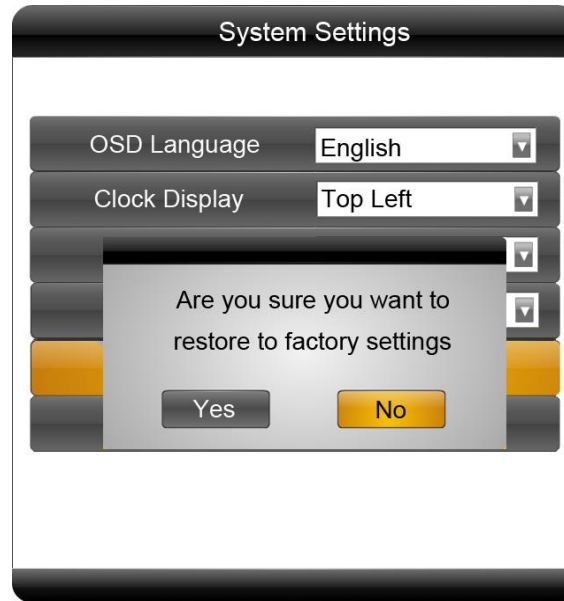 System Settings
OSD Language English
Clock Display Top Left
Are you sure you want to
restore to factory settings
Yes No